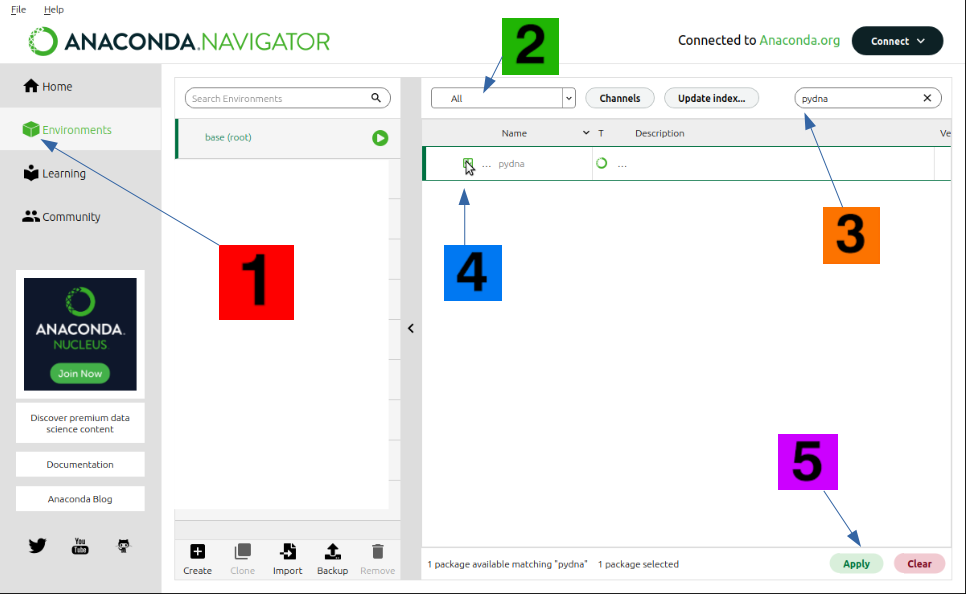 File Help
ANACONDA.NAVIGATOR
Connected to Anaconda.org
Connect
Home
Environments
Learning
Community
ANACONDA.
NUCLEUS
Join Now
Discover premium data
science content
Documentation
Anaconda Blog
You
Tube
Search Environments
base (root)
Create
Clone
Import
Backup
Remove
All
Channels
Update index...
pydna
Name
T
Description
Ve
... pydna
...
1 package available matching "pydna" 1 package selected
Apply
Clear
1
2
3
4
5